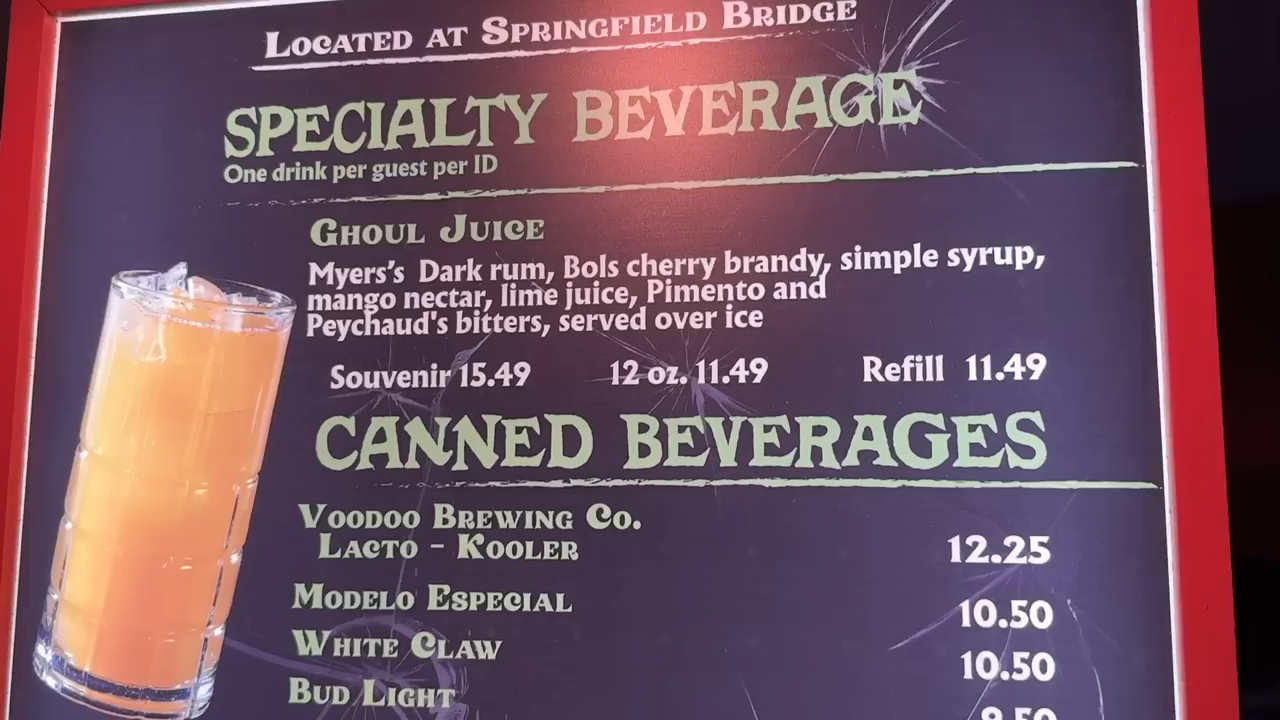 LOCATED AT SPRINGFIELD BRIDGE
SPECIALTY BEVERAGE
One drink per guest per ID
GHOUL JUICE
Myers's Dark rum, Bols cherry brandy, simple syrup,
mango nectar, lime juice, Pimento and
Peychaud's bitters, served over ice
Souvenir 15.49 12 oz. 11.49 Refill 11.49
CANNED BEVERAGES
VOODOO BREWING CO.
LACTO - KOOLER 12.25
MODELO ESPECIAL 10.50
WHITE CLAW 10.50
BUD LIGHT 9.50